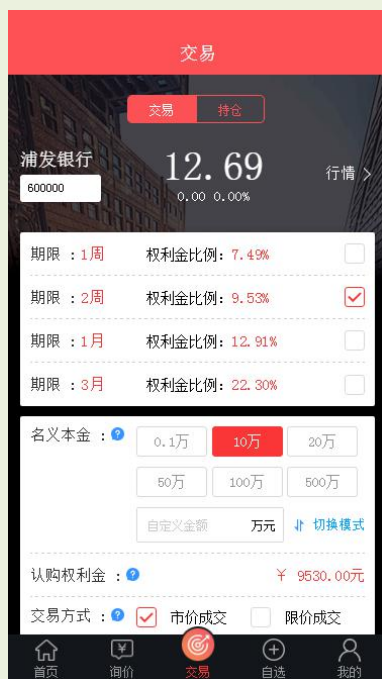 交易
交易 持仓
浦发银行 12.69 行情 >
600000 0.00 0.00%
期限 ：1周 权利金比例：7.49%
期限 ：2周 权利金比例：9.53%
期限 ：1月 权利金比例：12.91%
期限 ：3月 权利金比例：22.30%
名义本金 ：? 0.1万 10万 20万
50万 100万 500万
自定义金额 万元 切换模式
认购权利金 ：? ￥ 9530.00元
交易方式 ：? 市价成交 限价成交
首页 询价 交易 自选 我的